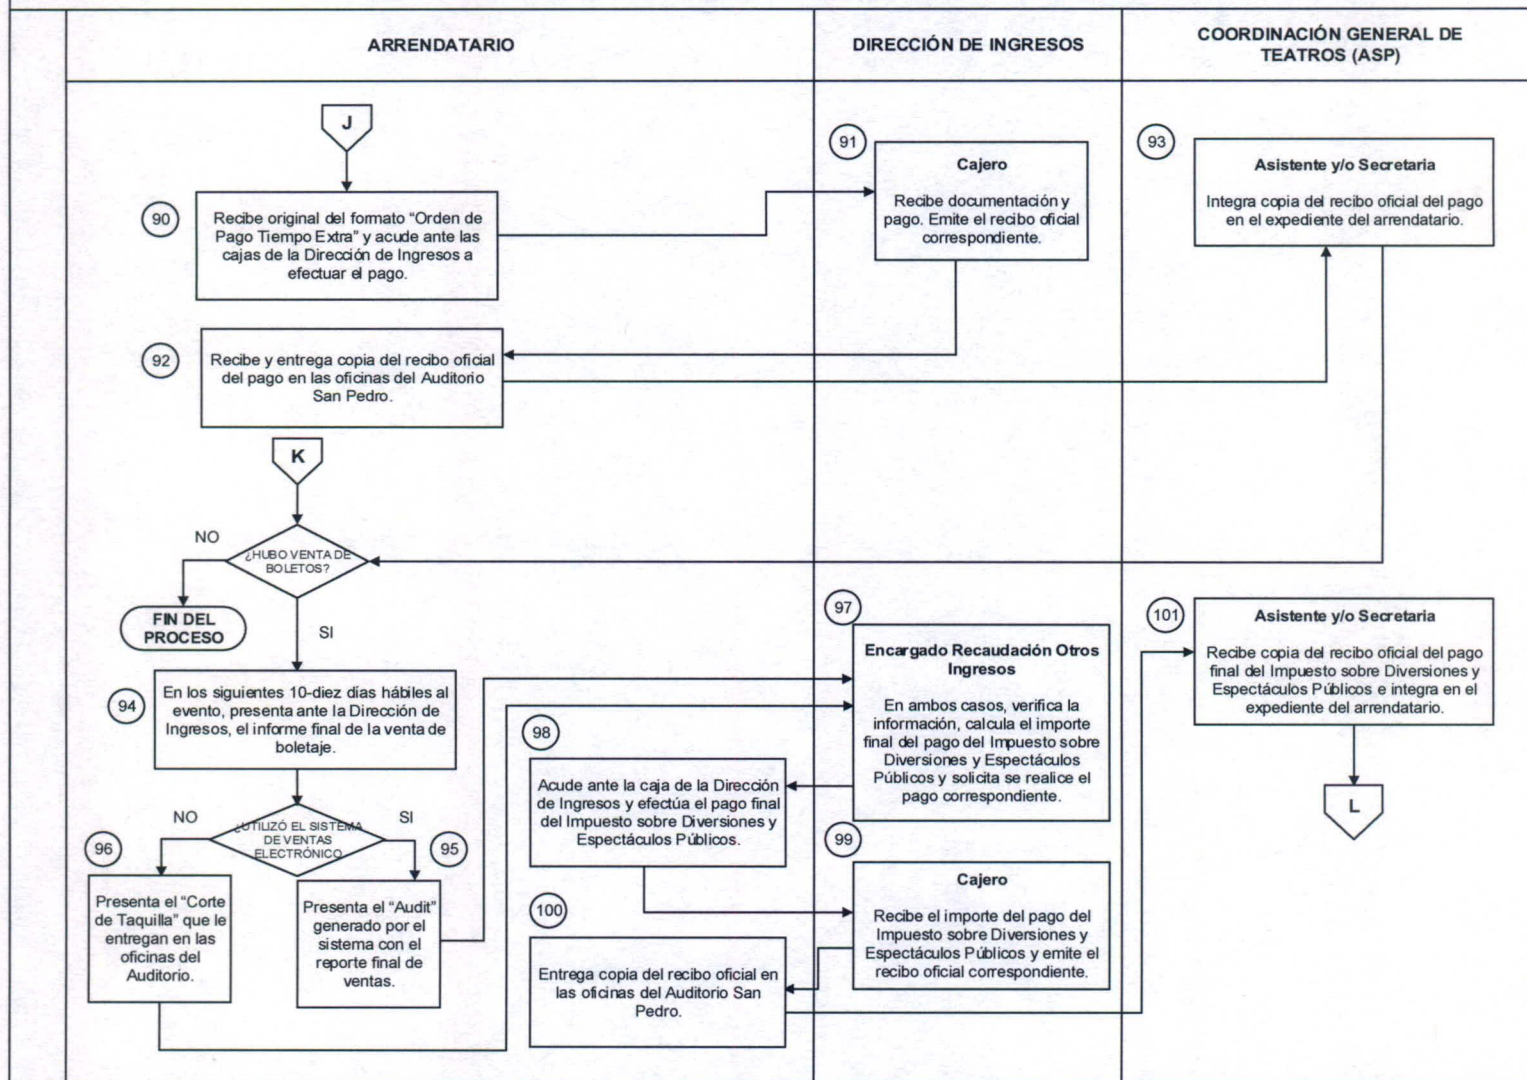 ARRENDATARIO
DIRECCIÓN DE INGRESOS
COORDINACIÓN GENERAL DE
TEATROS (ASP)
J
90
Recibe original del formato “Orden de
Pago Tiempo Extra” y acude ante las
cajas de la Dirección de Ingresos a
efectuar el pago.
91
Cajero
Recibe documentación y
pago. Emite el recibo oficial
correspondiente.
93
Asistente y/o Secretaria
Integra copia del recibo oficial del pago
en el expediente del arrendatario.
92
Recibe y entrega copia del recibo oficial
del pago en las oficinas del Auditorio
San Pedro.
K
NO
¿HUBO VENTA DE
BOLETOS?
FIN DEL
PROCESO
SI
94
En los siguientes 10-diez días hábiles al
evento, presenta ante la Dirección de
Ingresos, el informe final de la venta de
boletaje.
NO
¿UTILIZÓ EL SISTEMA
DE VENTAS
ELECTRÓNICO
SI
96
Presenta el “Corte
de Taquilla” que le
entregan en las
oficinas del
Auditorio.
95
Presenta el “Audit”
generado por el
sistema con el
reporte final de
ventas.
97
Encargado Recaudación Otros
Ingresos
En ambos casos, verifica la
información, calcula el importe
final del pago del Impuesto sobre
Diversiones y Espectáculos
Públicos y solicita se realice el
pago correspondiente.
98
Acude ante la caja de la Dirección
de Ingresos y efectúa el pago final
del Impuesto sobre Diversiones y
Espectáculos Públicos.
99
Cajero
Recibe el importe del pago del
Impuesto sobre Diversiones y
Espectáculos Públicos y emite el
recibo oficial correspondiente.
100
Entrega copia del recibo oficial en
las oficinas del Auditorio San
Pedro.
101
Asistente y/o Secretaria
Recibe copia del recibo oficial del pago
final del Impuesto sobre Diversiones y
Espectáculos Públicos e integra en el
expediente del arrendatario.
L